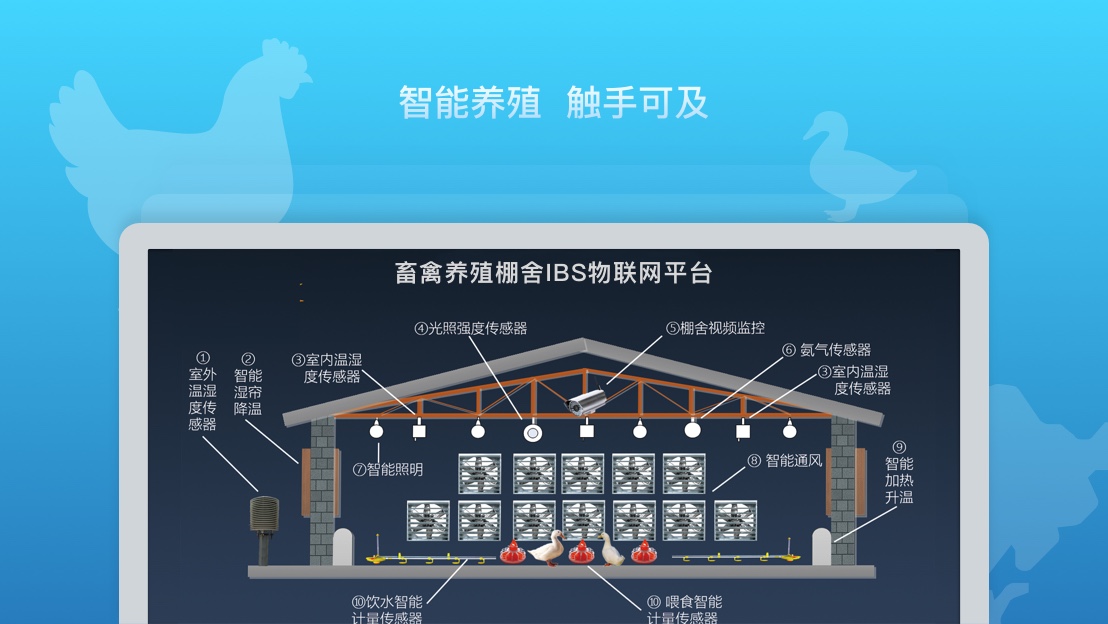 智能养殖 触手可及
畜禽养殖棚舍IBS物联网平台
④光照强度传感器
⑤棚舍视频监控
①
室外
温湿
度传
感器
②
智能
湿帘
降温
③室内温湿
度传感器
⑥ 氨气传感器
③室内温湿
度传感器
⑦智能照明
⑧ 智能通风
⑨
智能
加热
升温
⑩饮水智能
计量传感器
⑩ 喂食智能
计量传感器